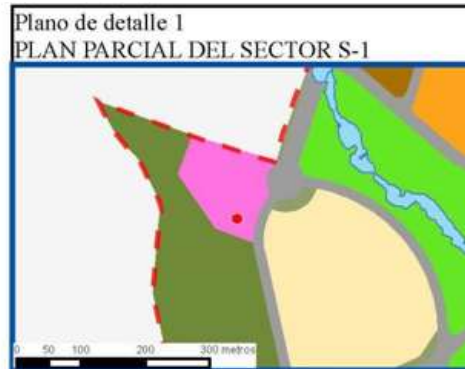 Plano de detalle 1
PLAN PARCIAL DEL SECTOR S-1
0 50 100 200 300 metros